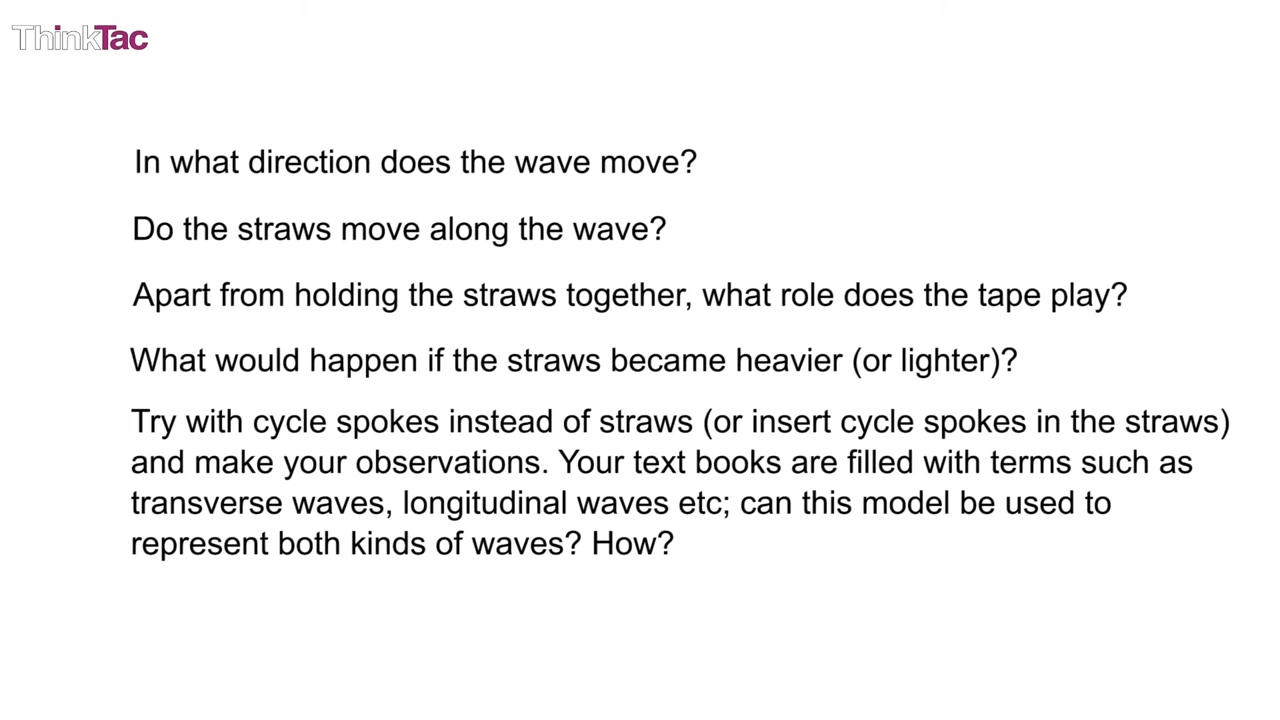 ThinkTac
In what direction does the wave move?
Do the straws move along the wave?
Apart from holding the straws together, what role does the tape play?
What would happen if the straws became heavier (or lighter)?
Try with cycle spokes instead of straws (or insert cycle spokes in the straws)
and make your observations. Your text books are filled with terms such as
transverse waves, longitudinal waves etc; can this model be used to
represent both kinds of waves? How?